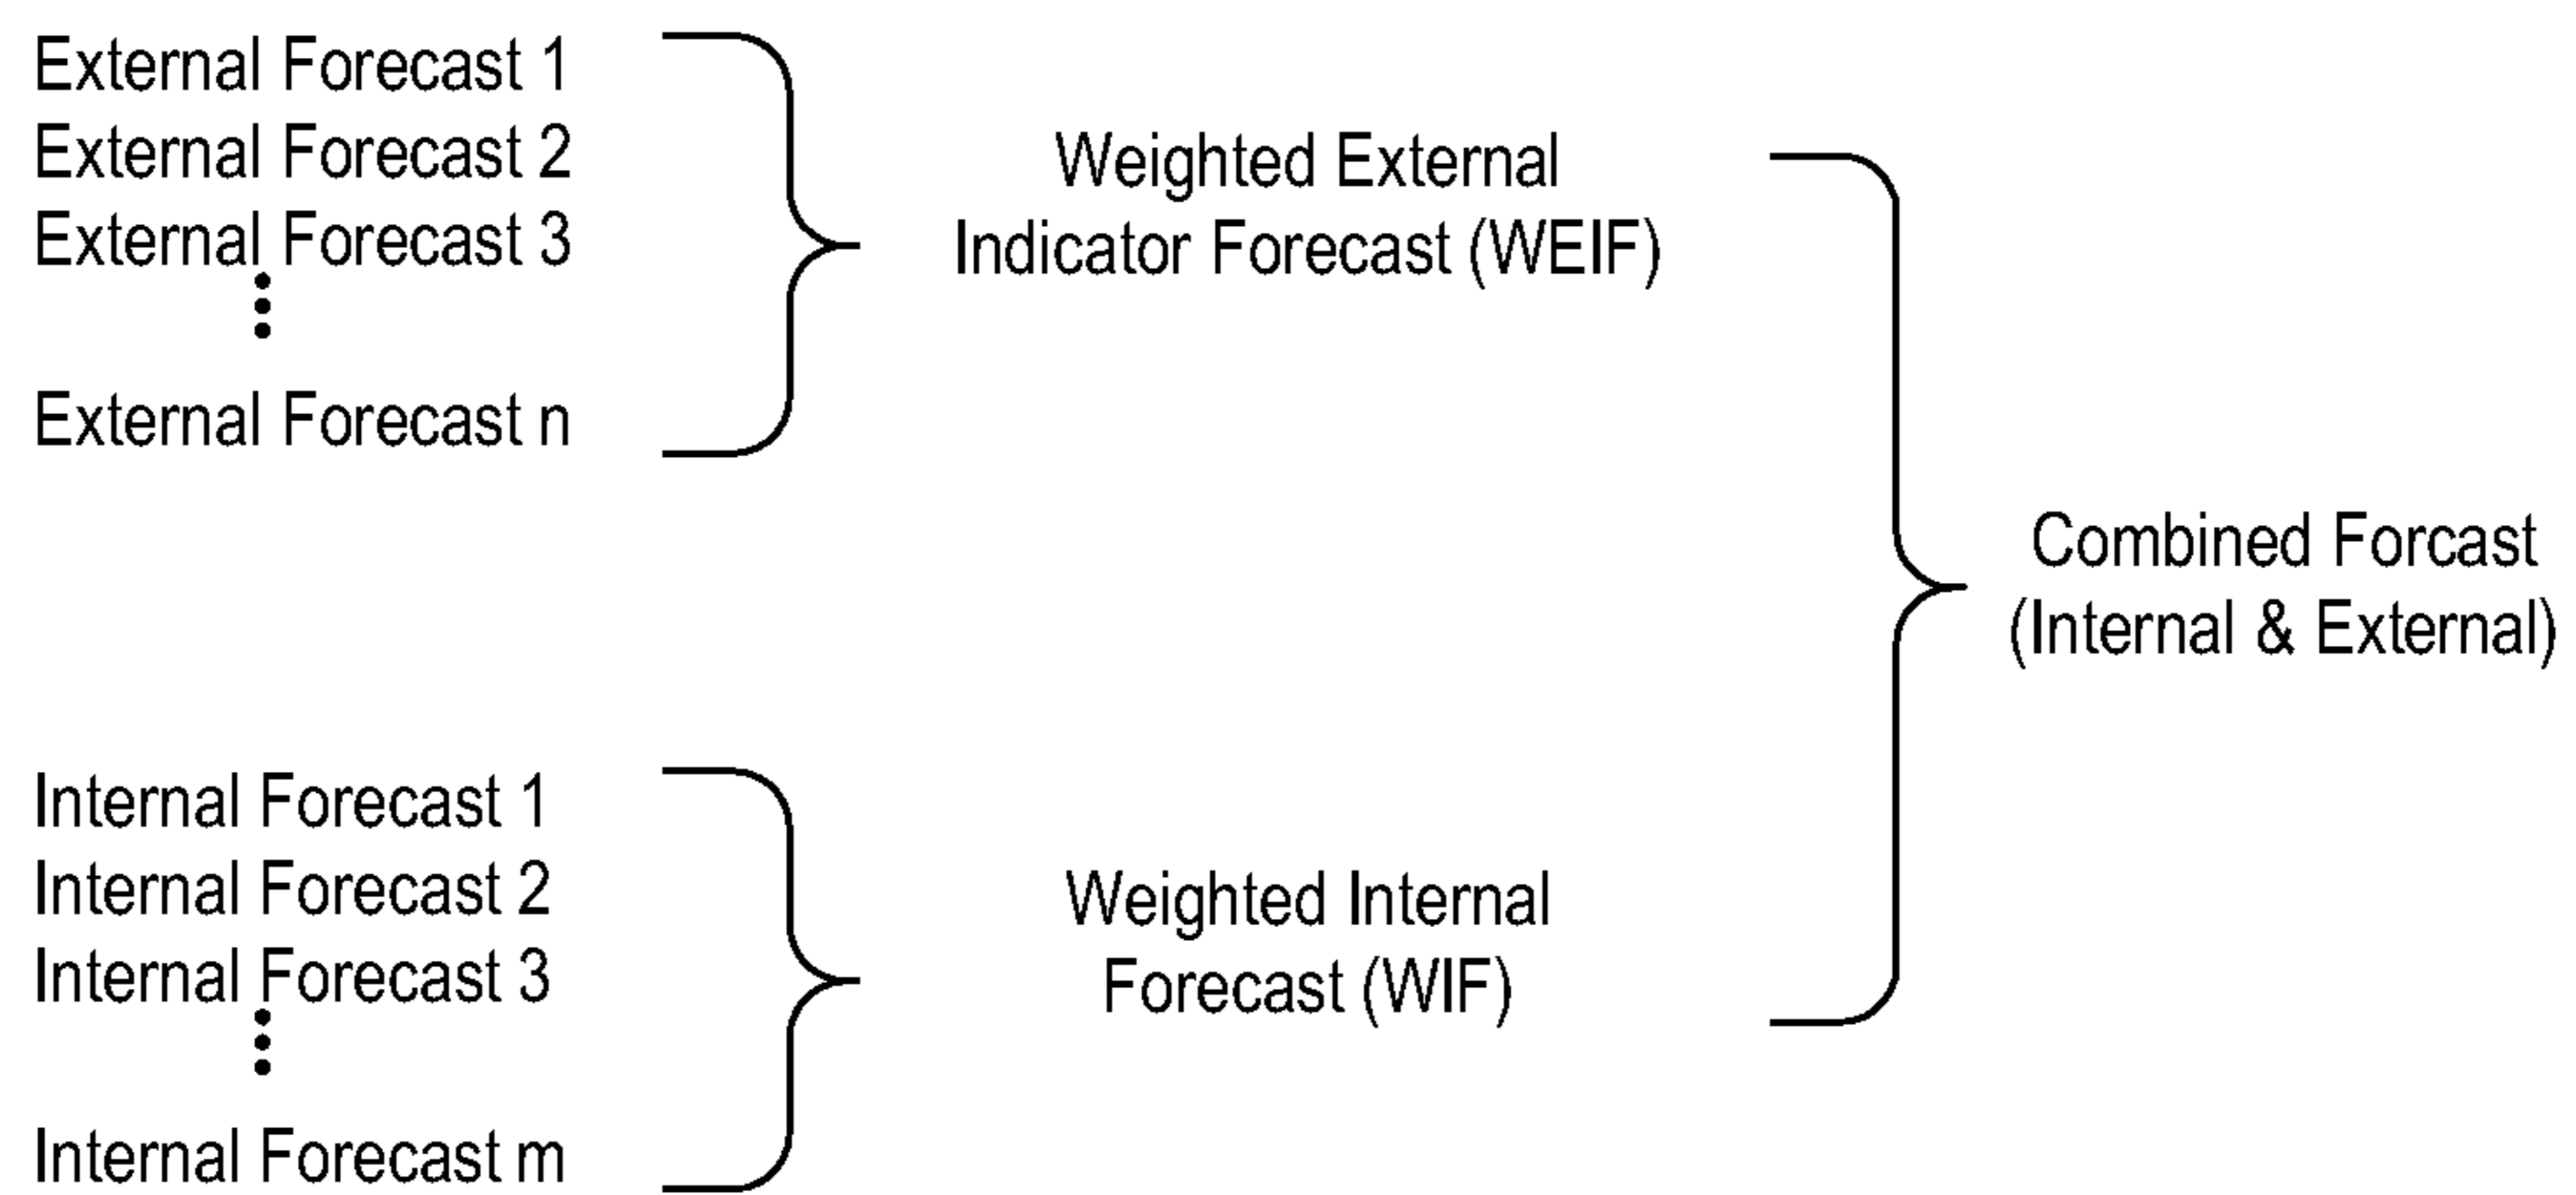 External Forecast 1
External Forecast 2
External Forecast 3
External Forecast n
Weighted External
Indicator Forecast (WEIF)
Internal Forecast 1
Internal Forecast 2
Internal Forecast 3
Internal Forecast m
Weighted Internal
Forecast (WIF)
Combined Forcast
(Internal & External)